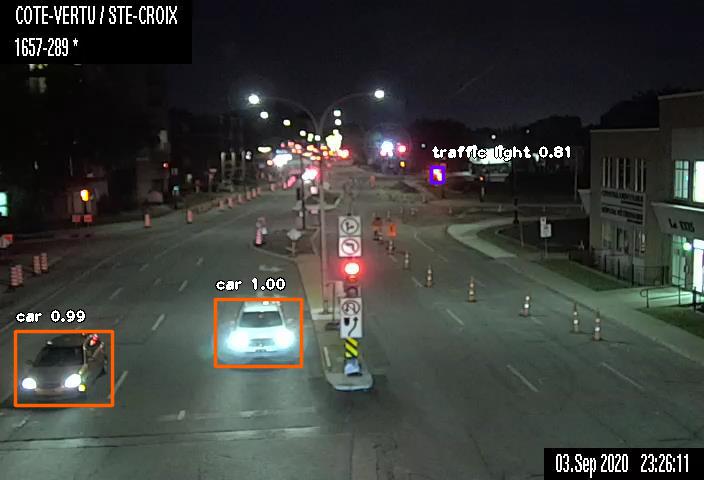 COTE-VERTU / STE-CROIX
1657-289 *
traffic light 0.81
car 1.00
car 0.99
03.Sep 2020 23:26:11